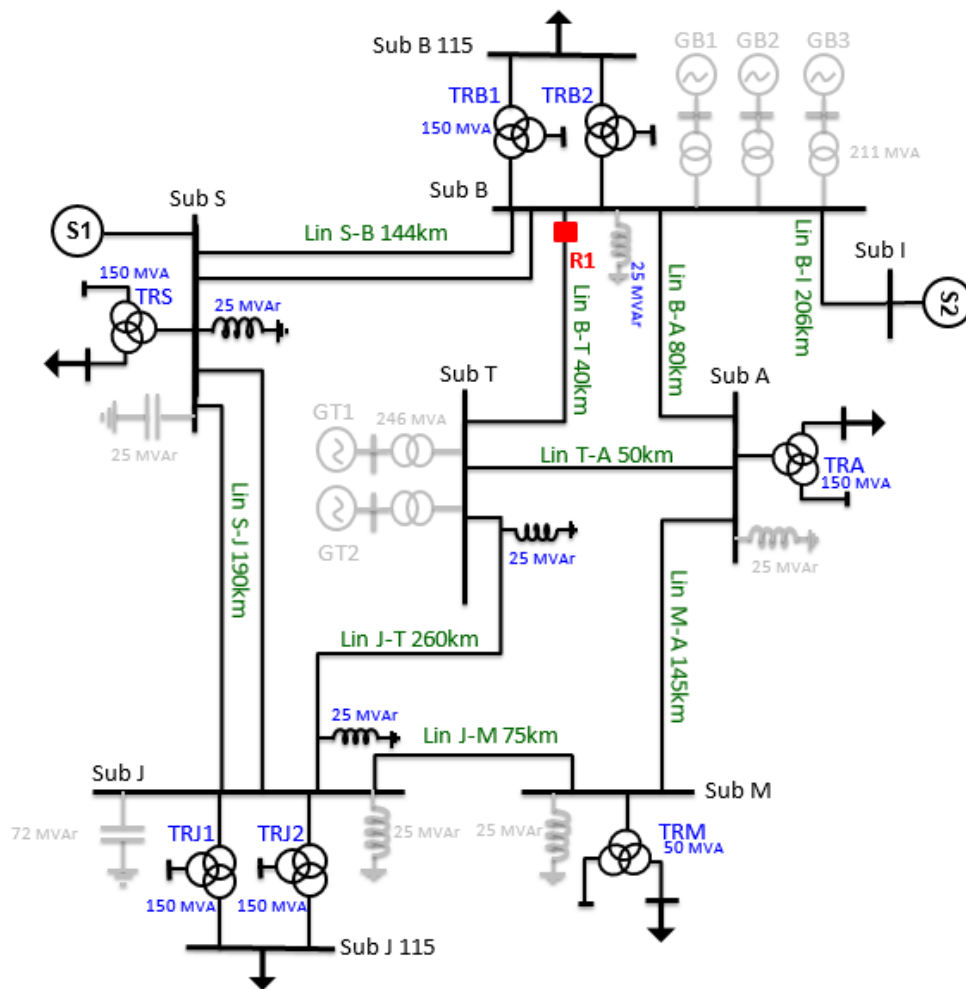 Sub B 115
GB1
GB2
GB3
TRB1
TRB2
150 MVA
211 MVA
Sub B
Sub S
S1
Lin S-B 144km
R1
25 MVAr
Lin B-A 80km
Lin B-I 206km
Sub I
S2
150 MVA
TRS
25 MVAr
Lin B-T 40km
Sub T
Sub A
GT1
246 MVA
25 MVAr
Lin T-A 50km
TRA
150 MVA
GT2
25 MVAr
25 MVAr
Lin S-J 190km
Lin M-A 145km
Lin J-T 260km
25 MVAr
Lin J-M 75km
Sub J
Sub M
72 MVAr
TRJ1
TRJ2
25 MVAr
25 MVAr
TRM
50 MVA
150 MVA
150 MVA
Sub J 115